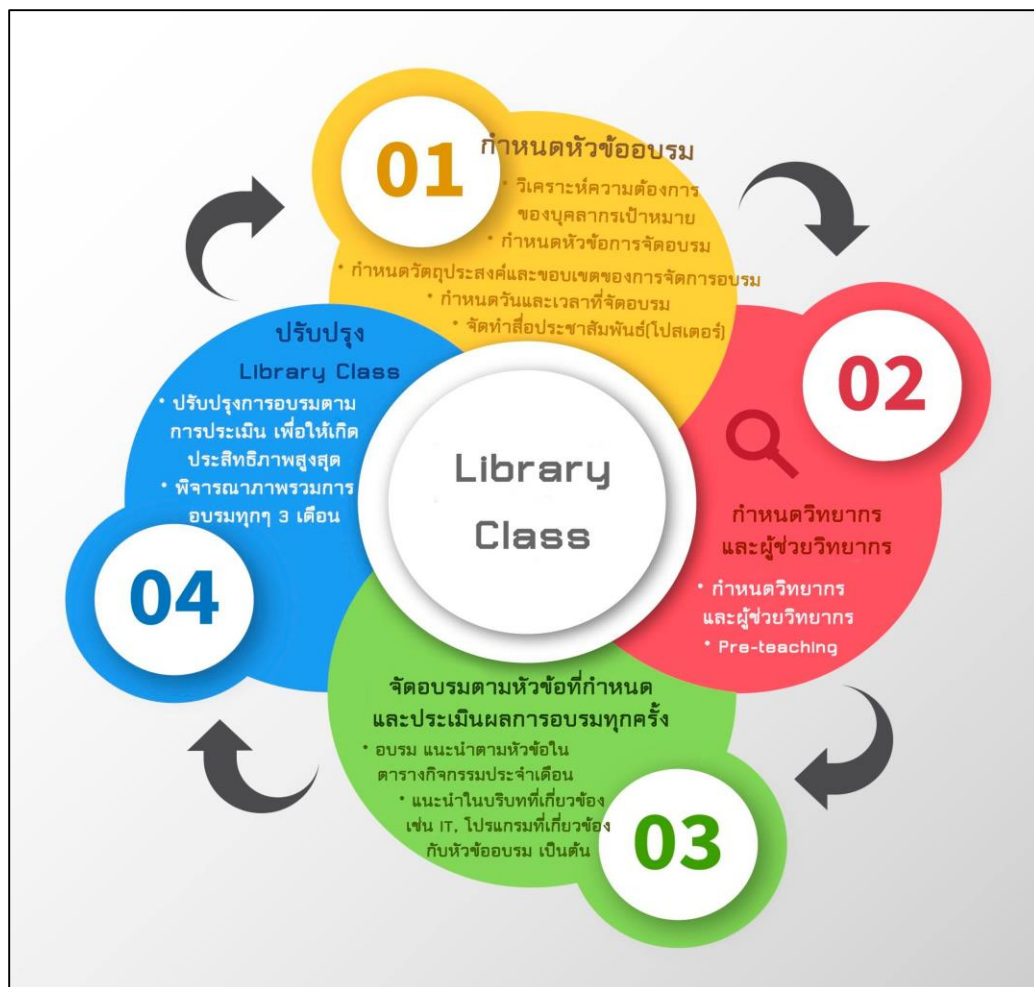 01
กำหนดหัวข้ออบรม
• วิเคราะห์ความต้องการ
ของบุคลากรเป้าหมาย
• กำหนดหัวข้อการจัดอบรม
• กำหนดวัตถุประสงค์และขอบเขตของการจัดการอบรม
• กำหนดวันและเวลาที่จัดอบรม
• จัดทำสื่อประชาสัมพันธ์(โปสเตอร์)
02
กำหนดวิทยากร
และผู้ช่วยวิทยากร
• กำหนดวิทยากร
และผู้ช่วยวิทยากร
• Pre-teaching
Library
Class
จัดอบรมตามหัวข้อที่กำหนด
และประเมินผลการอบรมทุกครั้ง
• อบรม แนะนำตามหัวข้อใน
ตารางกิจกรรมประจำเดือน
• แนะนำในบริบทที่เกี่ยวข้อง
เช่น IT, โปรแกรมที่เกี่ยวข้อง
กับหัวข้ออบรม เป็นต้น
03
ปรับปรุง
Library Class
• ปรับปรุงการอบรมตาม
การประเมิน เพื่อให้เกิด
ประสิทธิภาพสูงสุด
• พิจารณาภาพรวมการ
อบรมทุกๆ 3 เดือน
04